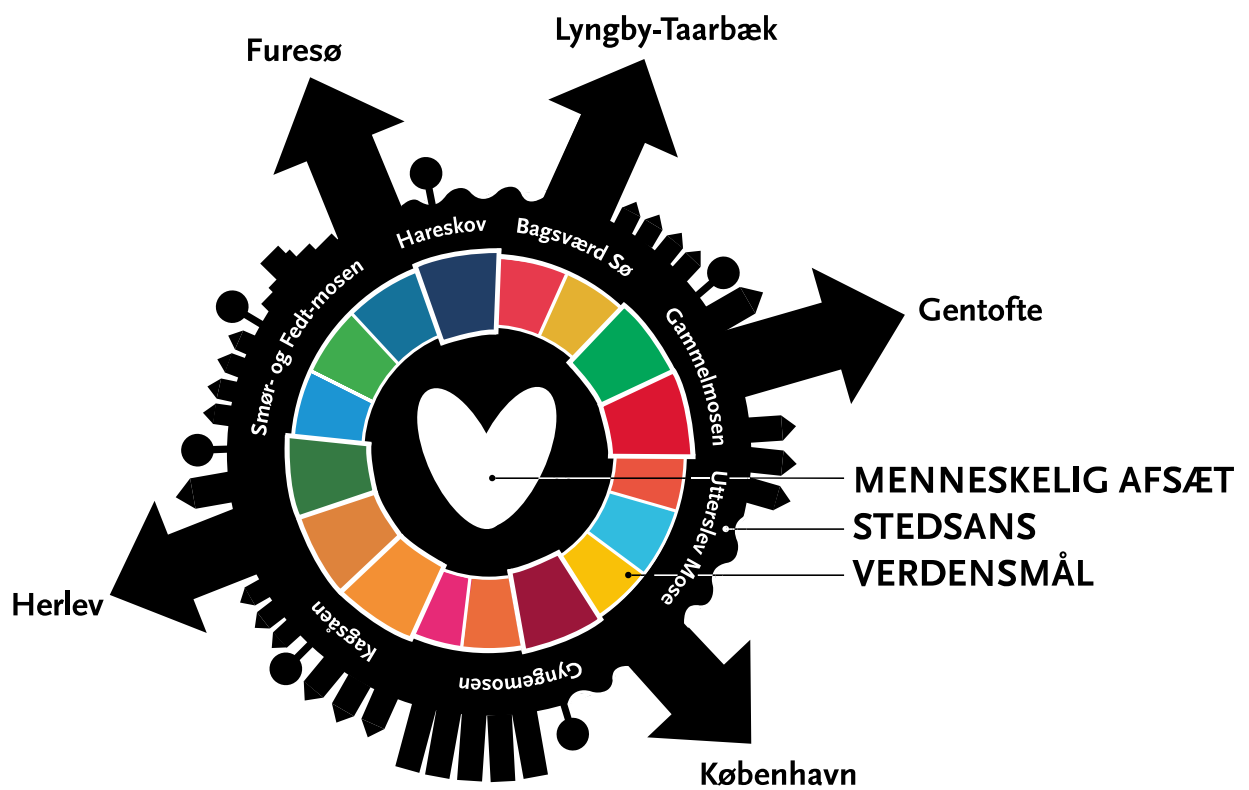 Lyngby-Taarbæk
Furesø
Hareskov
Bagsværd Sø
Smør- og Fedt-mosen
Gammelmosen
Gentofte
Utterslev Mose
MENNESKELIG AFSÆT
STEDSANS
VERDENSMÅL
Herlev
Kagsåen
Gyngemosen
København